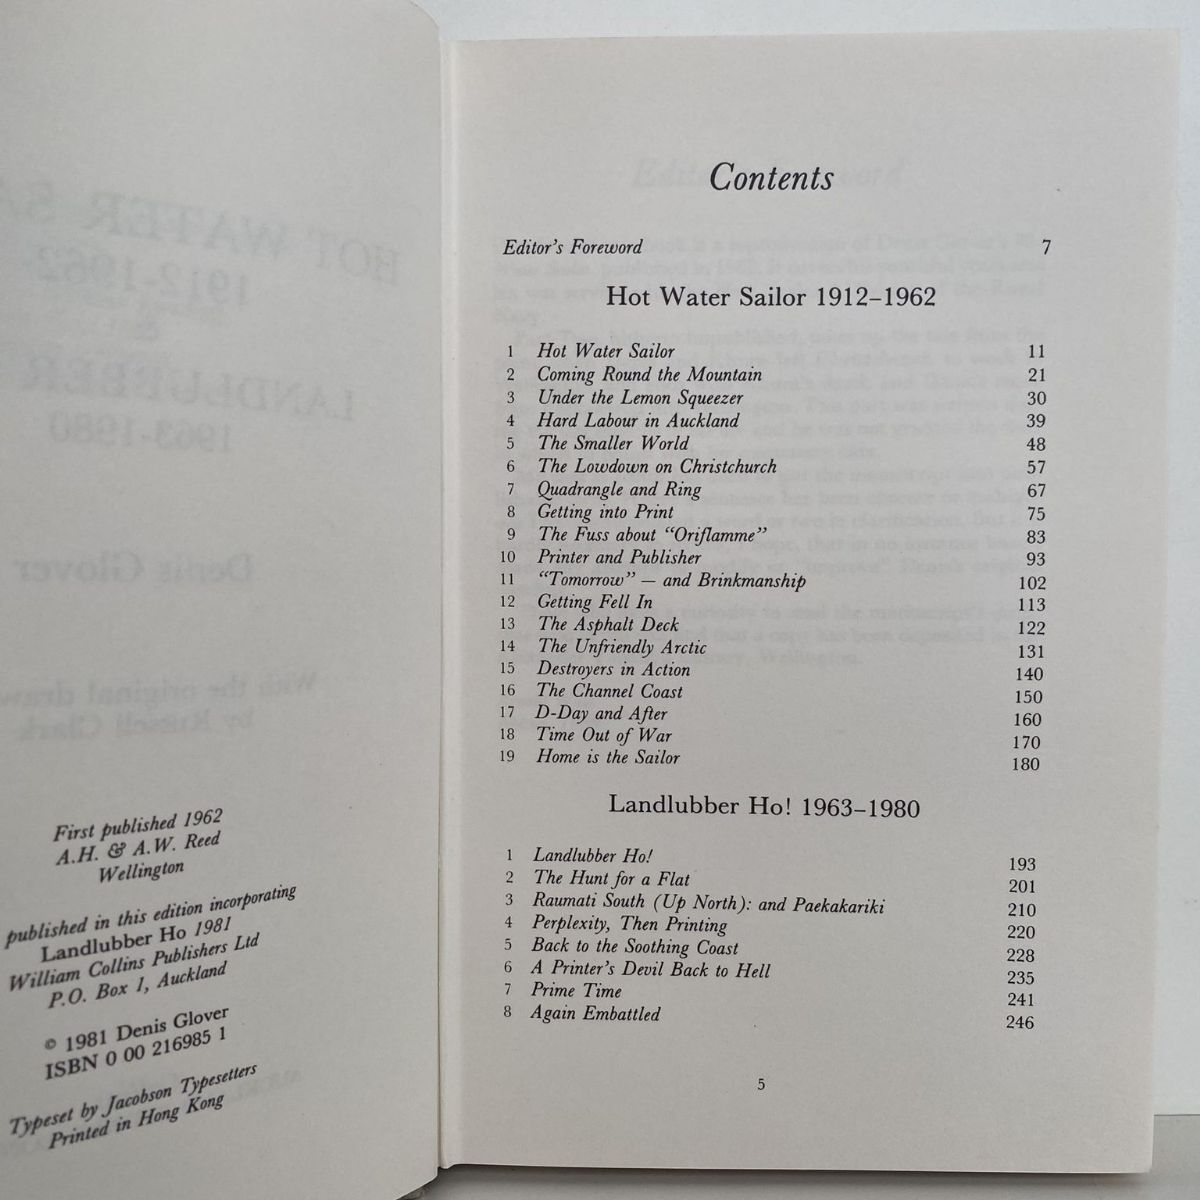 First published 1962
A.H. & A.W. Reed
Wellington
published in this edition incorporating
Landlubber Ho 1981
William Collins Publishers Ltd
P.O. Box 1, Auckland
© 1981 Denis Glover
ISBN 0 00 216985 1
Typeset by Jacobson Typesetters
Printed in Hong Kong
Contents
Editor's Foreword 7
Hot Water Sailor 1912–1962
1 Hot Water Sailor 11
2 Coming Round the Mountain 21
3 Under the Lemon Squeezer 30
4 Hard Labour in Auckland 39
5 The Smaller World 48
6 The Lowdown on Christchurch 57
7 Quadrangle and Ring 67
8 Getting into Print 75
9 The Fuss about "Oriflamme" 83
10 Printer and Publisher 93
11 "Tomorrow" — and Brinkmanship 102
12 Getting Fell In 113
13 The Asphalt Deck 122
14 The Unfriendly Arctic 131
15 Destroyers in Action 140
16 The Channel Coast 150
17 D-Day and After 160
18 Time Out of War 170
19 Home is the Sailor 180
Landlubber Ho! 1963–1980
1 Landlubber Ho! 193
2 The Hunt for a Flat 201
3 Raumati South (Up North): and Paekakariki 210
4 Perplexity, Then Printing 220
5 Back to the Soothing Coast 228
6 A Printer's Devil Back to Hell 235
7 Prime Time 241
8 Again Embattled 246
5